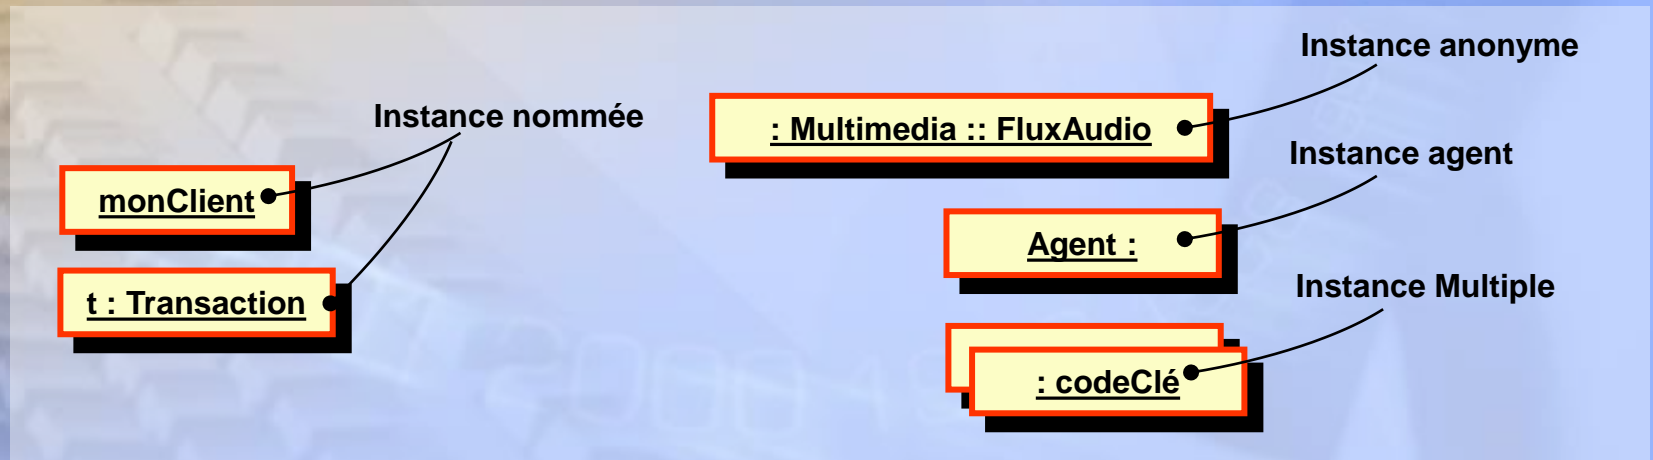 Instance nommée
monClient
t : Transaction
Instance anonyme
: Multimedia :: FluxAudio
Instance agent
Agent :
Instance Multiple
: codeClé